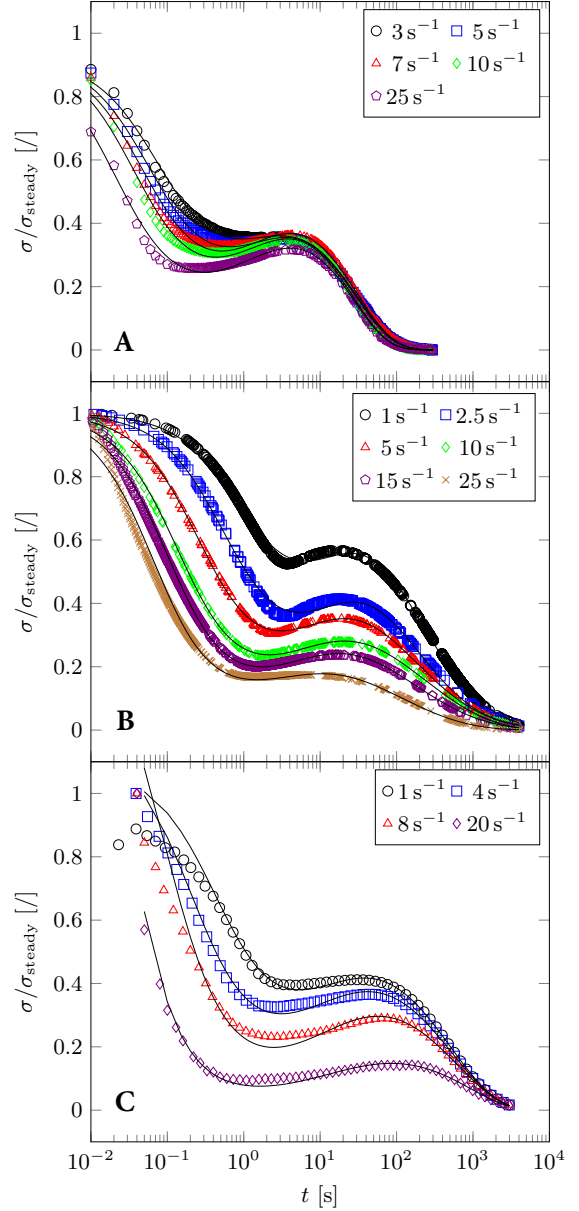 1
0.8
0.6
0.4
0.2
0
σ/σsteady [/]
3 s⁻¹ 5 s⁻¹
7 s⁻¹ 10 s⁻¹
25 s⁻¹
A
1
0.8
0.6
0.4
0.2
0
σ/σsteady [/]
1 s⁻¹ 2.5 s⁻¹
5 s⁻¹ 10 s⁻¹
15 s⁻¹ 25 s⁻¹
B
1
0.8
0.6
0.4
0.2
0
σ/σsteady [/]
1 s⁻¹ 4 s⁻¹
8 s⁻¹ 20 s⁻¹
C
10⁻² 10⁻¹ 10⁰ 10¹ 10² 10³ 10⁴
t [s]